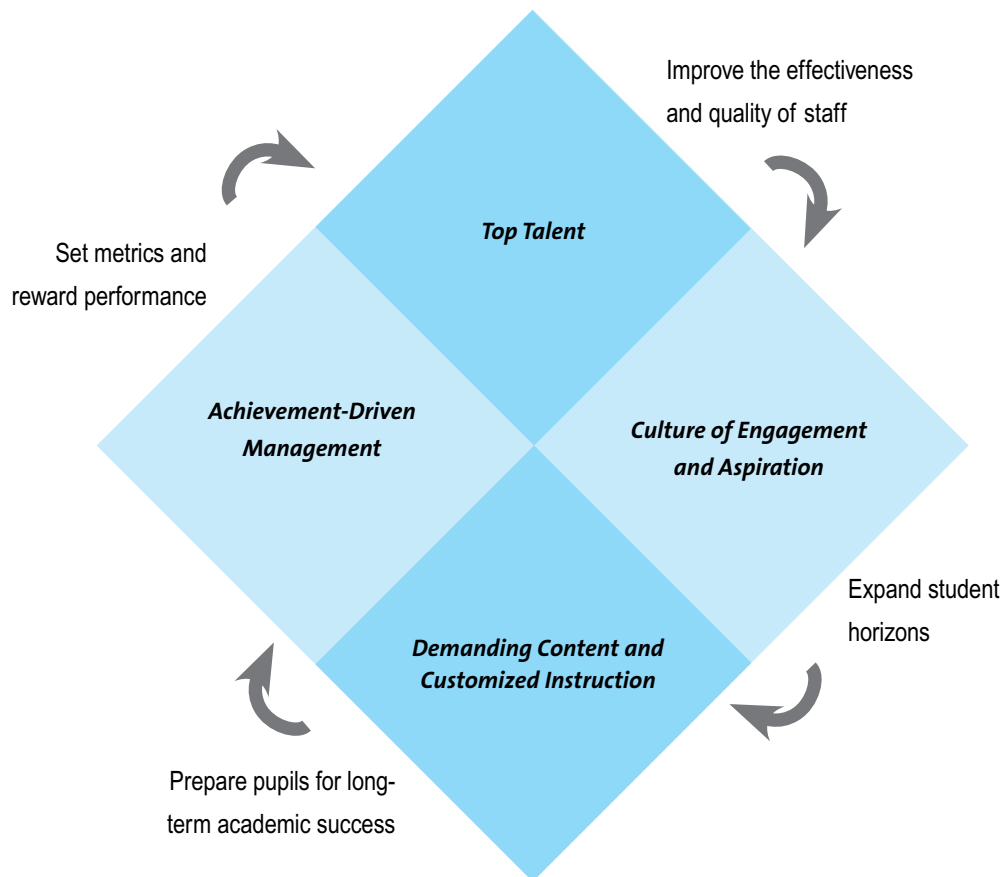 Improve the effectiveness
and quality of staff
Top Talent
Set metrics and
reward performance
Achievement-Driven
Management
Culture of Engagement
and Aspiration
Expand student
horizons
Demanding Content and
Customized Instruction
Prepare pupils for long-
term academic success